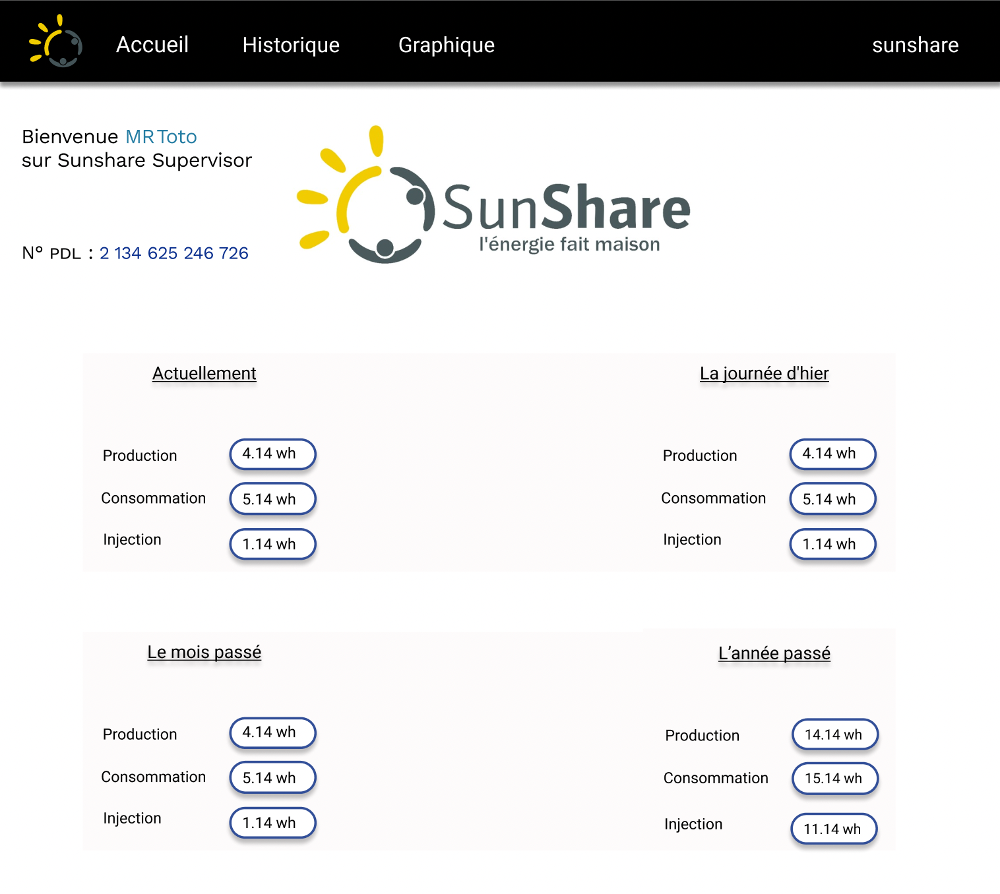 Accueil Historique Graphique sunshare
Bienvenue MR Toto
sur Sunshare Supervisor
SunShare
l'énergie fait maison
N° PDL : 2 134 625 246 726
Actuellement
Production 4.14 wh
Consommation 5.14 wh
Injection 1.14 wh
La journée d'hier
Production 4.14 wh
Consommation 5.14 wh
Injection 1.14 wh
Le mois passé
Production 4.14 wh
Consommation 5.14 wh
Injection 1.14 wh
L’année passé
Production 14.14 wh
Consommation 15.14 wh
Injection 11.14 wh